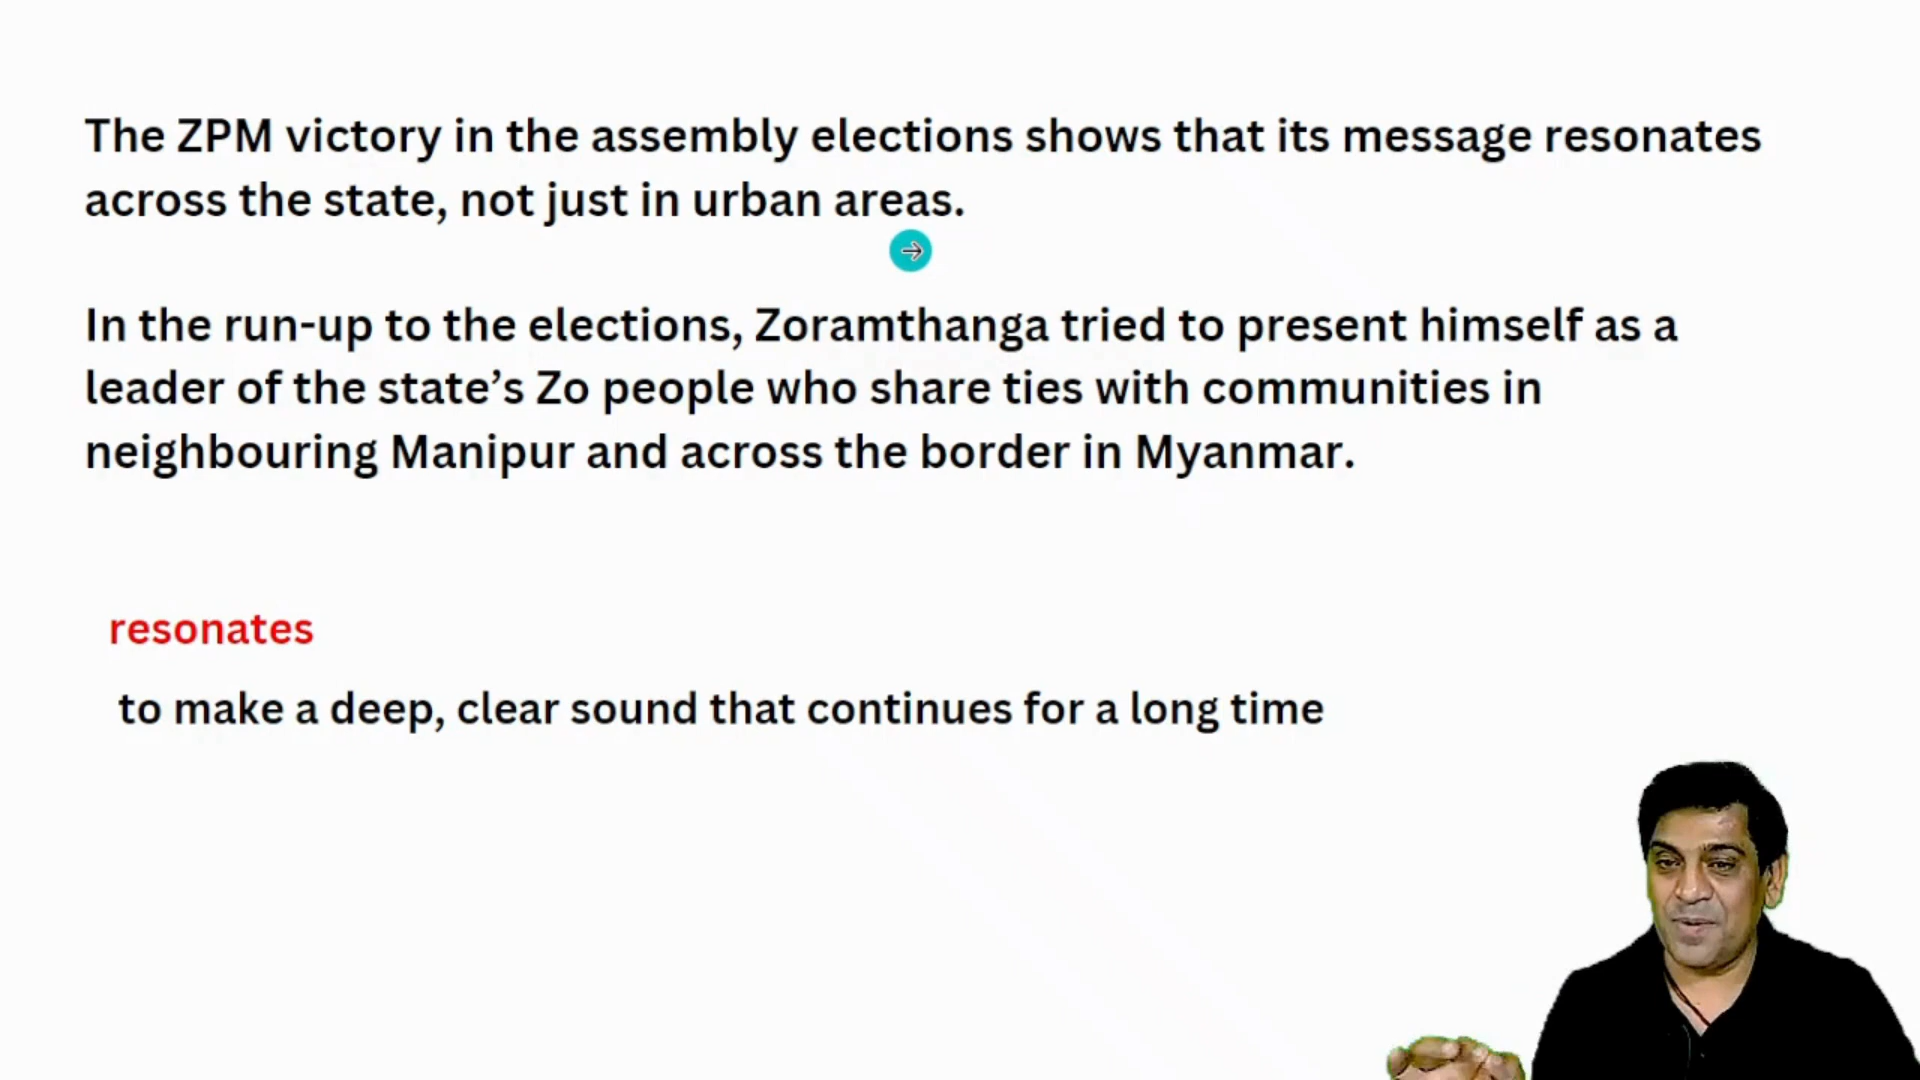 The ZPM victory in the assembly elections shows that its message resonates
across the state, not just in urban areas.
In the run-up to the elections, Zoramthanga tried to present himself as a
leader of the state’s Zo people who share ties with communities in
neighbouring Manipur and across the border in Myanmar.
resonates
to make a deep, clear sound that continues for a long time